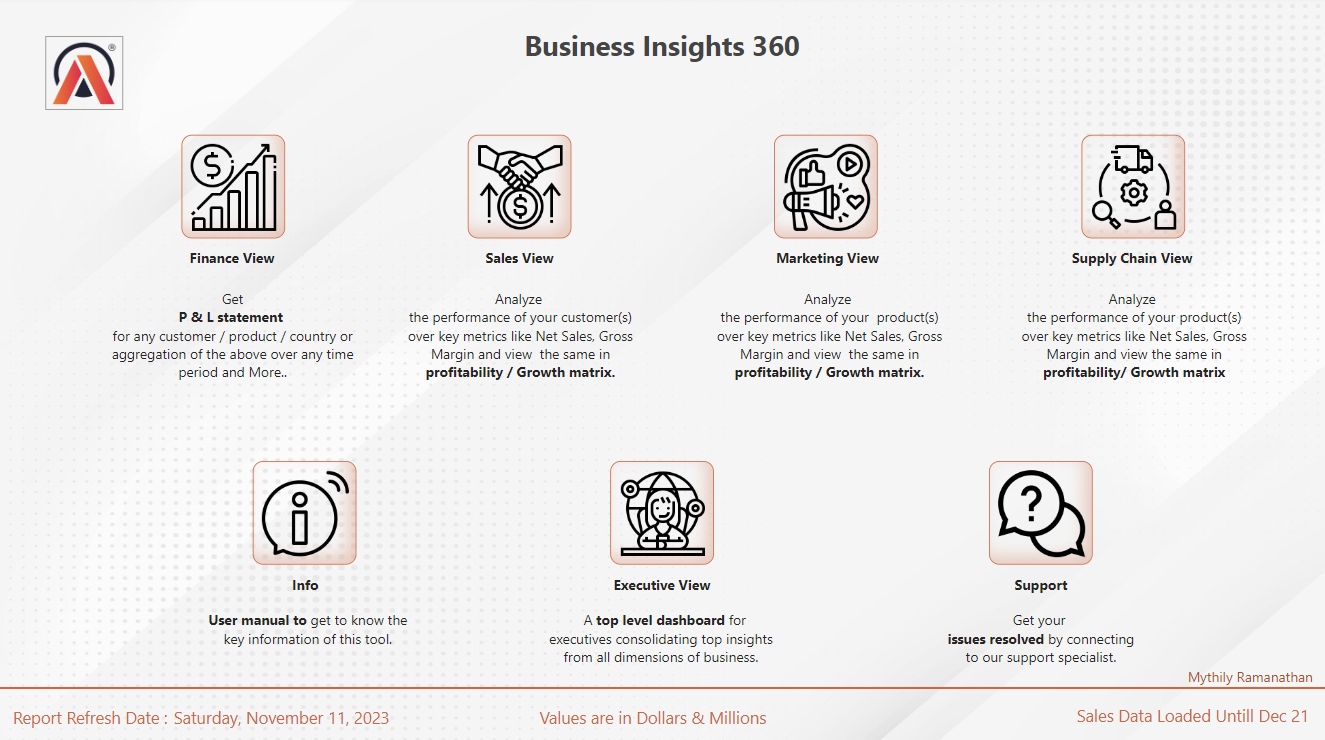 Business Insights 360
®
Finance View
Get
P & L statement
for any customer / product / country or
aggregation of the above over any time
period and More..
Sales View
Analyze
the performance of your customer(s)
over key metrics like Net Sales, Gross
Margin and view  the same in
profitability / Growth matrix.
Marketing View
Analyze
the performance of your  product(s)
over key metrics like Net Sales, Gross
Margin and view  the same in
profitability / Growth matrix.
Supply Chain View
Analyze
the performance of your product(s)
over key metrics like Net Sales, Gross
Margin and view the same in
profitability/ Growth matrix
Info
User manual to get to know the
key information of this tool.
Executive View
A top level dashboard for
executives consolidating top insights
from all dimensions of business.
Support
Get your
issues resolved by connecting
to our support specialist.
Mythily Ramanathan
Report Refresh Date : Saturday, November 11, 2023
Values are in Dollars & Millions
Sales Data Loaded Untill Dec 21